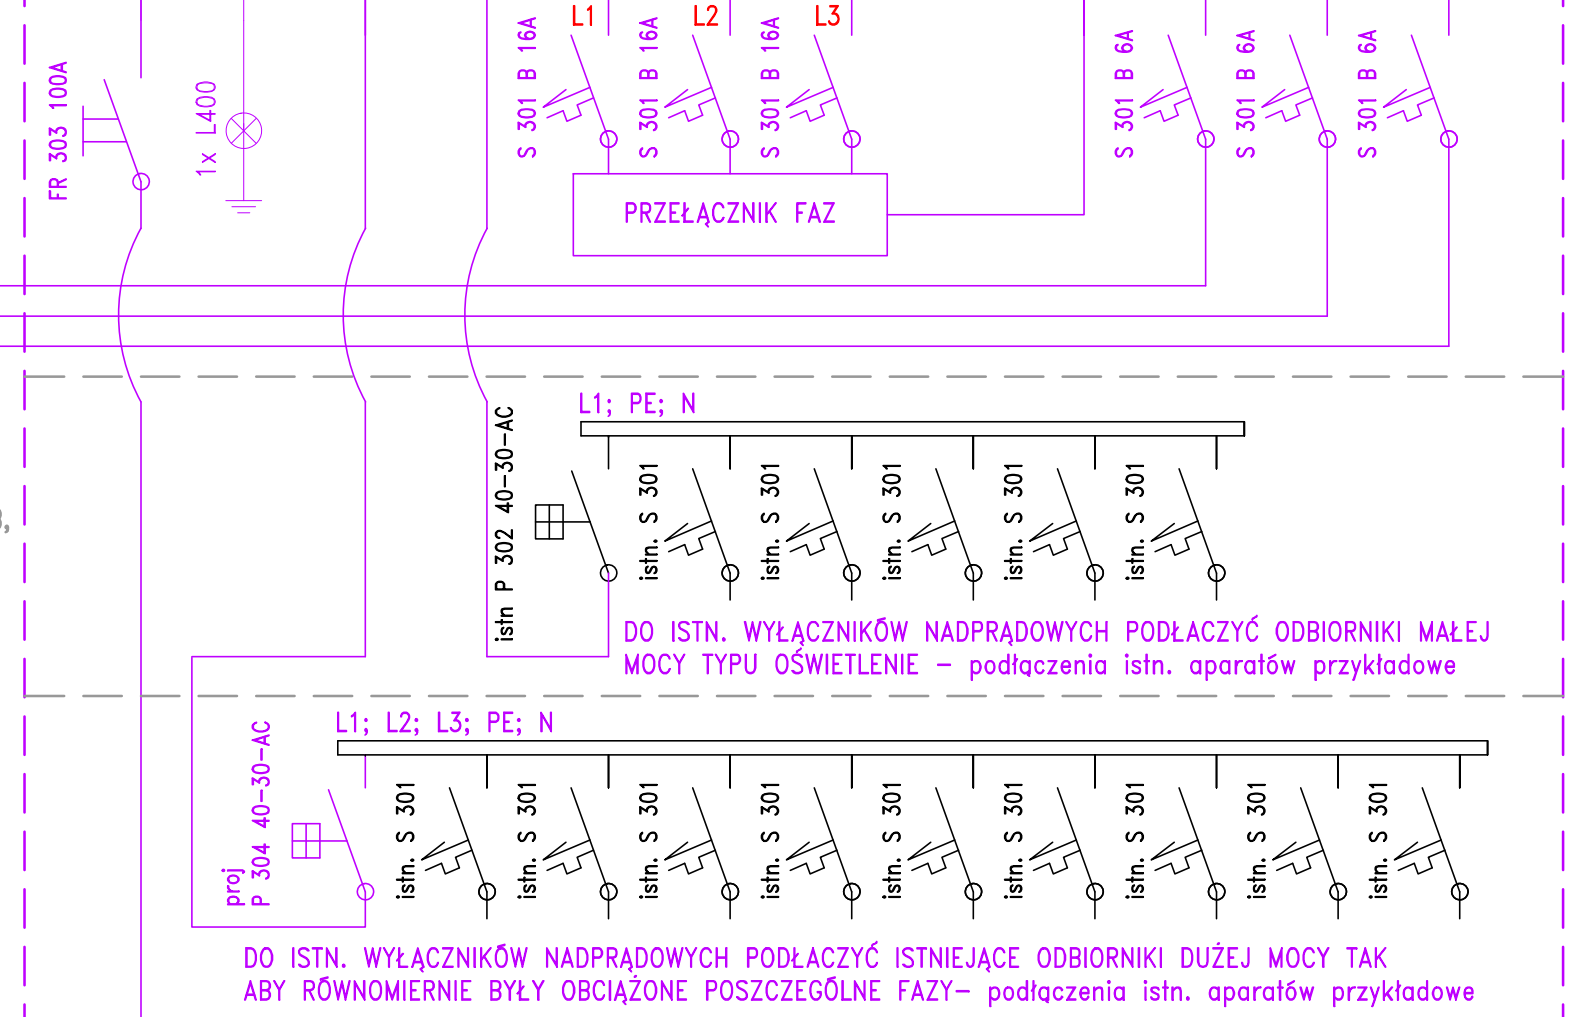 L1
L2
L3
FR 303 100A
1x L400
S 301 B 16A
S 301 B 16A
S 301 B 16A
S 301 B 6A
S 301 B 6A
S 301 B 6A
PRZEŁĄCZNIK FAZ
L1; PE; N
istn P 302 40-30-AC
istn. S 301
istn. S 301
istn. S 301
istn. S 301
istn. S 301
DO ISTN. WYŁĄCZNIKÓW NADPRĄDOWYCH PODŁACZYĆ ODBIORNIKI MAŁEJ
MOCY TYPU OŚWIETLENIE - podłączenia istn. aparatów przykładowe
L1; L2; L3; PE; N
proj
P 304 40-30-AC
istn. S 301
istn. S 301
istn. S 301
istn. S 301
istn. S 301
istn. S 301
istn. S 301
istn. S 301
istn. S 301
DO ISTN. WYŁĄCZNIKÓW NADPRĄDOWYCH PODŁACZYĆ ISTNIEJĄCE ODBIORNIKI DUŻEJ MOCY TAK
ABY RÓWNOMIERNIE BYŁY OBCIĄŻONE POSZCZEGÓLNE FAZY- podłączenia istn. aparatów przykładowe